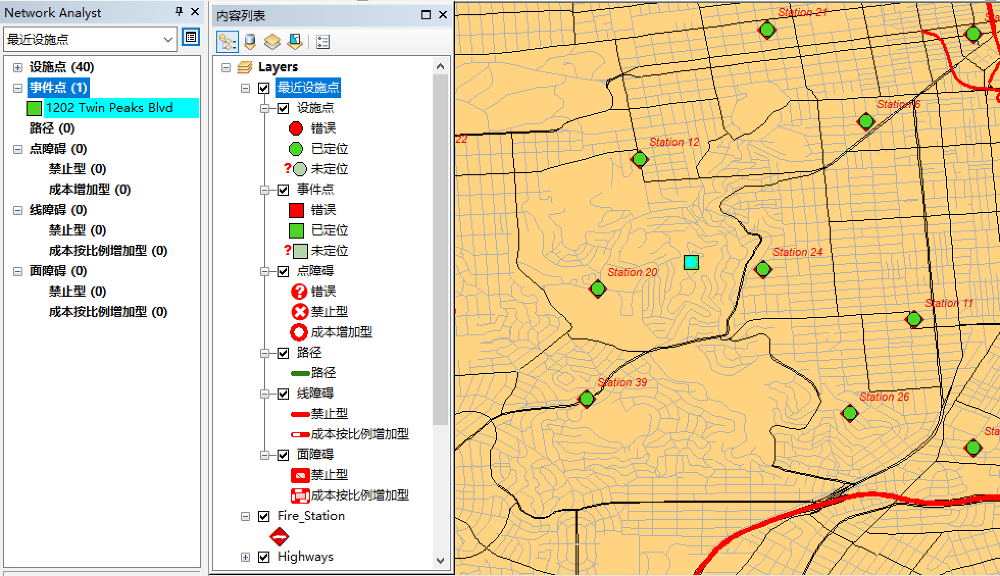 Network Analyst
最近设施点
设施点 (40)
事件点 (1)
1202 Twin Peaks Blvd
路径 (0)
点障碍 (0)
禁止型 (0)
成本增加型 (0)
线障碍 (0)
禁止型 (0)
成本按比例增加型 (0)
面障碍 (0)
禁止型 (0)
成本按比例增加型 (0)
内容列表
Layers
最近设施点
设施点
错误
已定位
?未定位
事件点
错误
已定位
?未定位
点障碍
错误
禁止型
成本增加型
路径
路径
线障碍
禁止型
成本按比例增加型
面障碍
禁止型
成本按比例增加型
Fire_Station
Highways
Station 21
Sta
Station 6
22
Station 12
Station 24
Station 20
Station 11
Station 39
Station 26
Sta